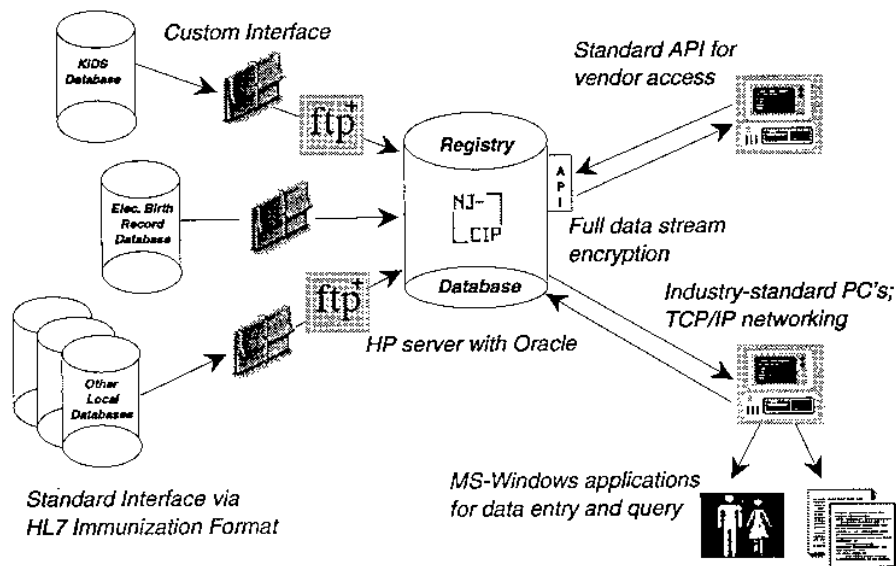 Custom Interface
KIDS
Database
ftp+
Standard API for
vendor access
Registry
A
P
I
NJ-
CIP
Database
Elec. Birth
Record
Database
Full data stream
encryption
ftp+
HP server with Oracle
Industry-standard PC's;
TCP/IP networking
Other
Local
Databases
Standard Interface via
HL7 Immunization Format
MS-Windows applications
for data entry and query